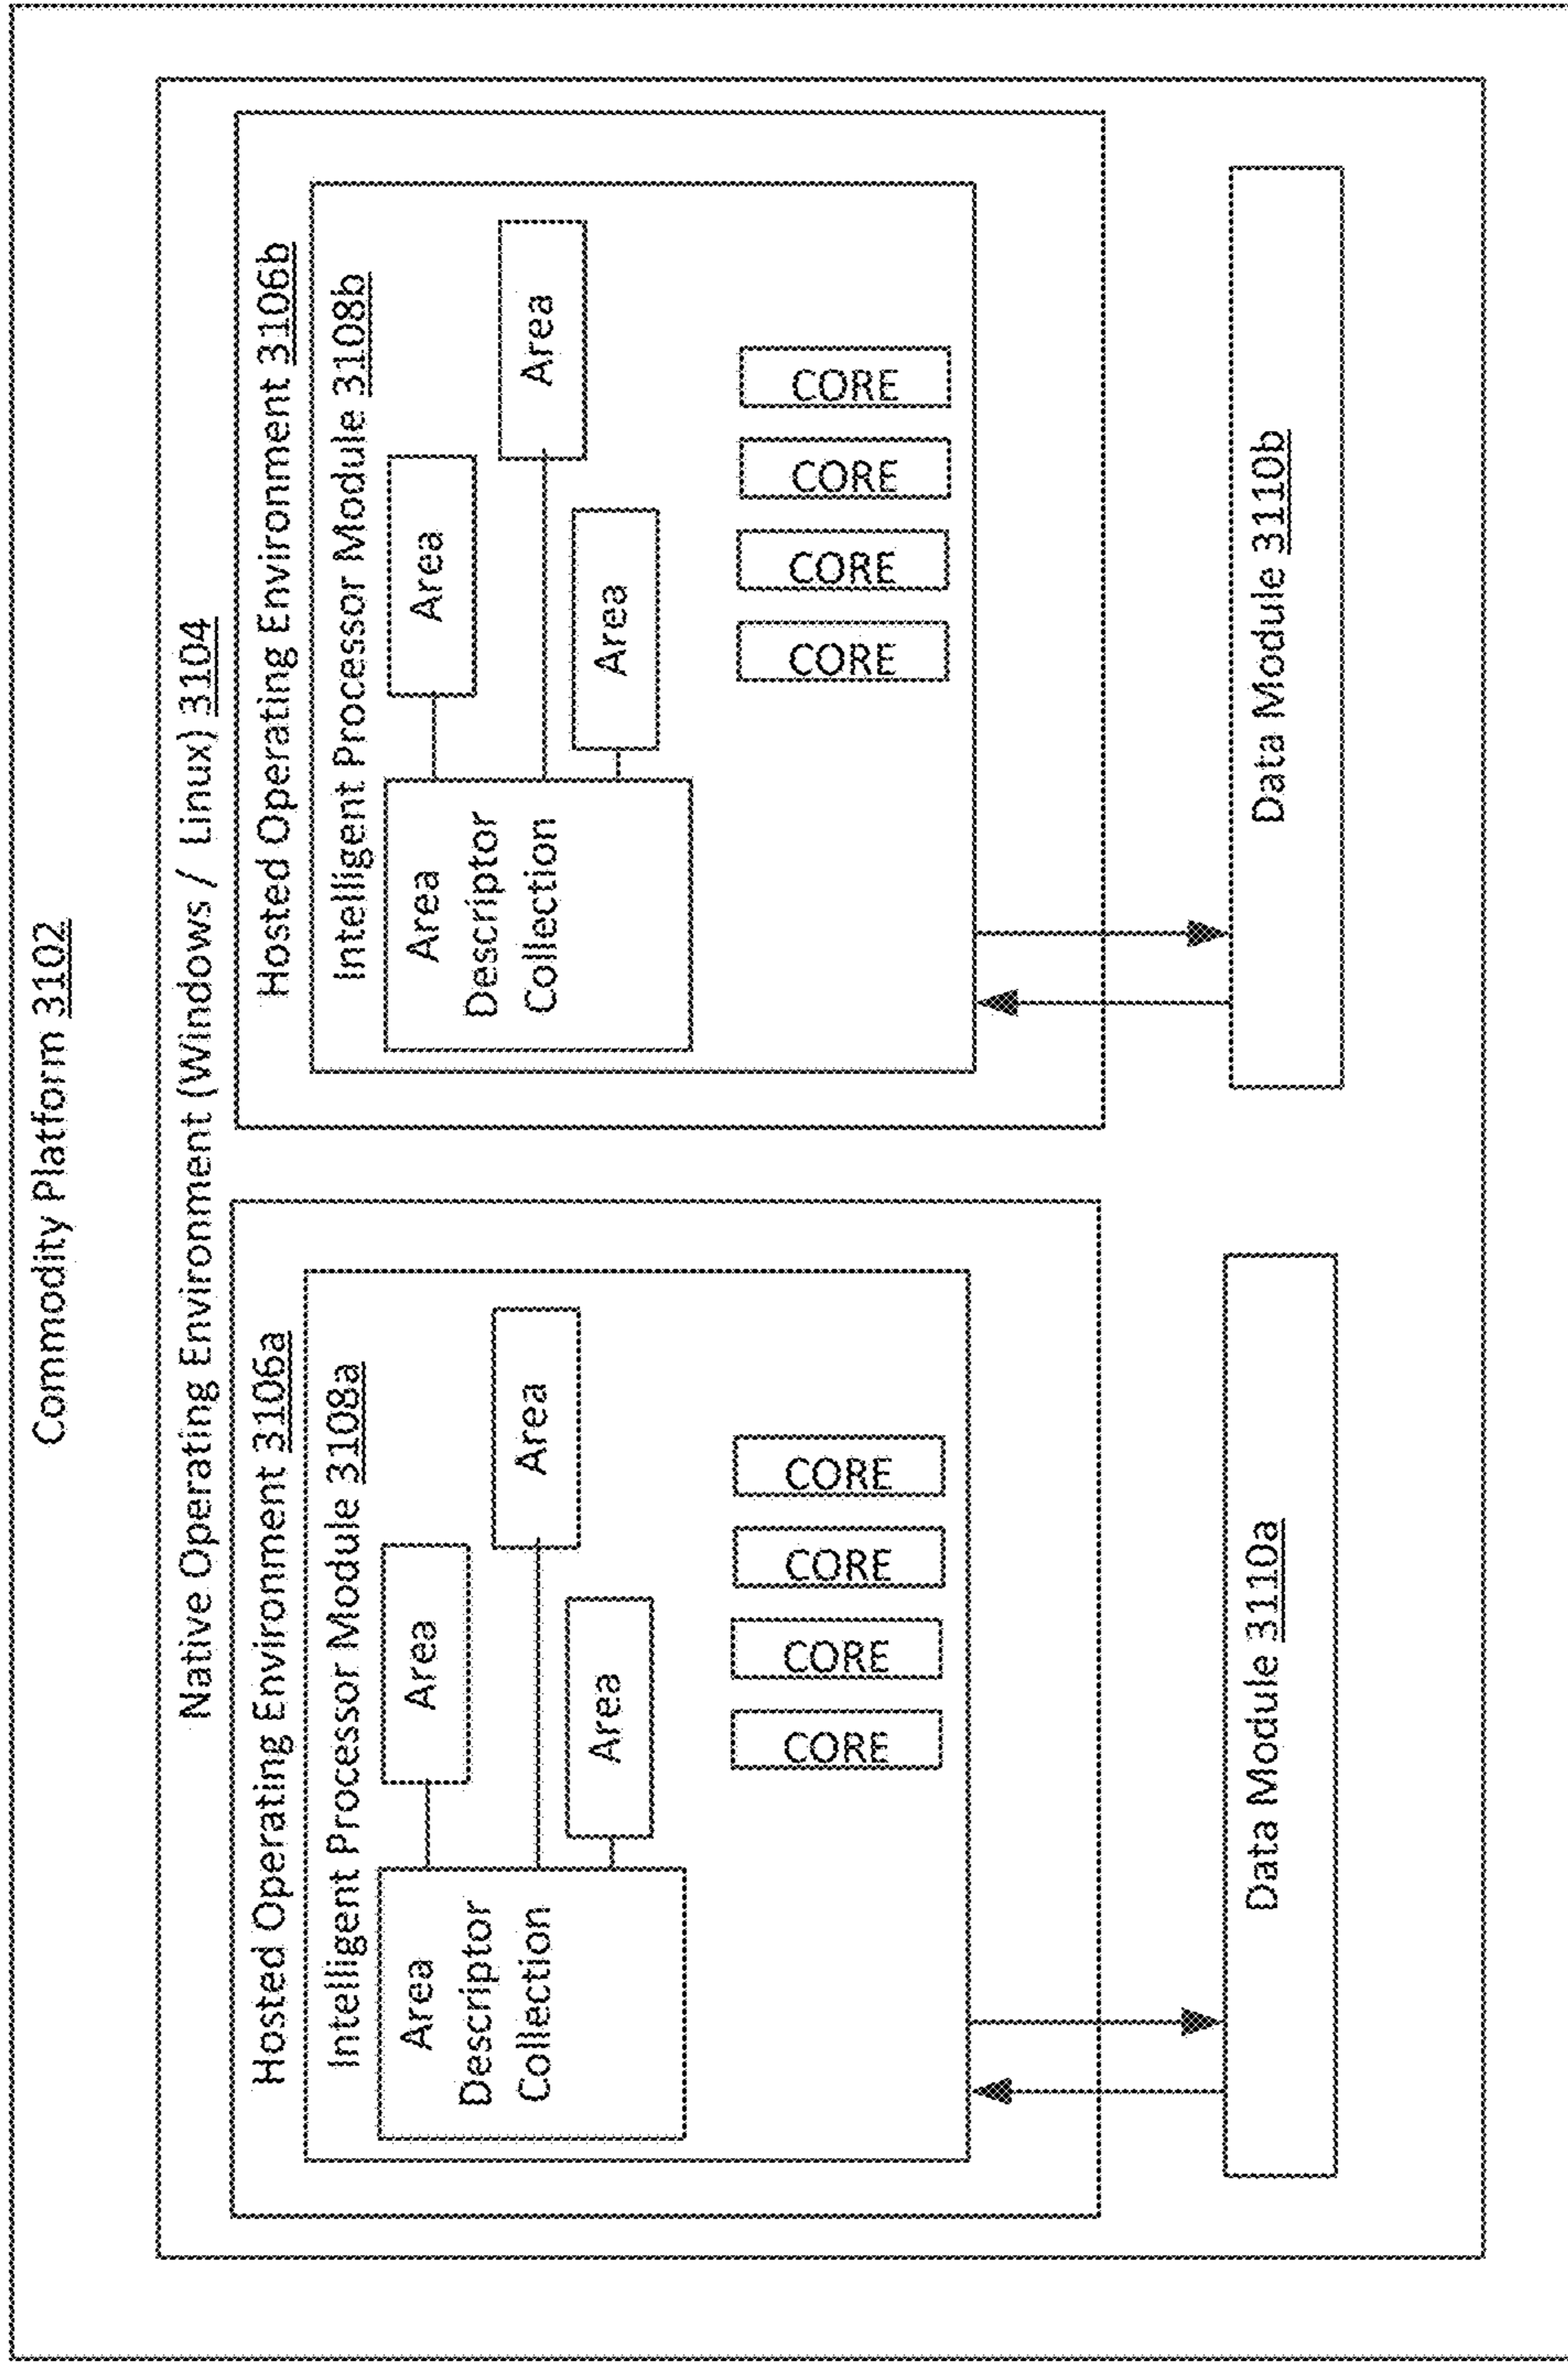 Commodity Platform 3102
Native Operating Environment (Windows / Linux) 3104
Hosted Operating Environment 3106a
Intelligent Processor Module 3108a
Area
Descriptor
Collection
Area
Area
Area
CORE
CORE
CORE
CORE
Data Module 3110a
Hosted Operating Environment 3106b
Intelligent Processor Module 3108b
Area
Descriptor
Collection
Area
Area
Area
CORE
CORE
CORE
CORE
Data Module 3110b